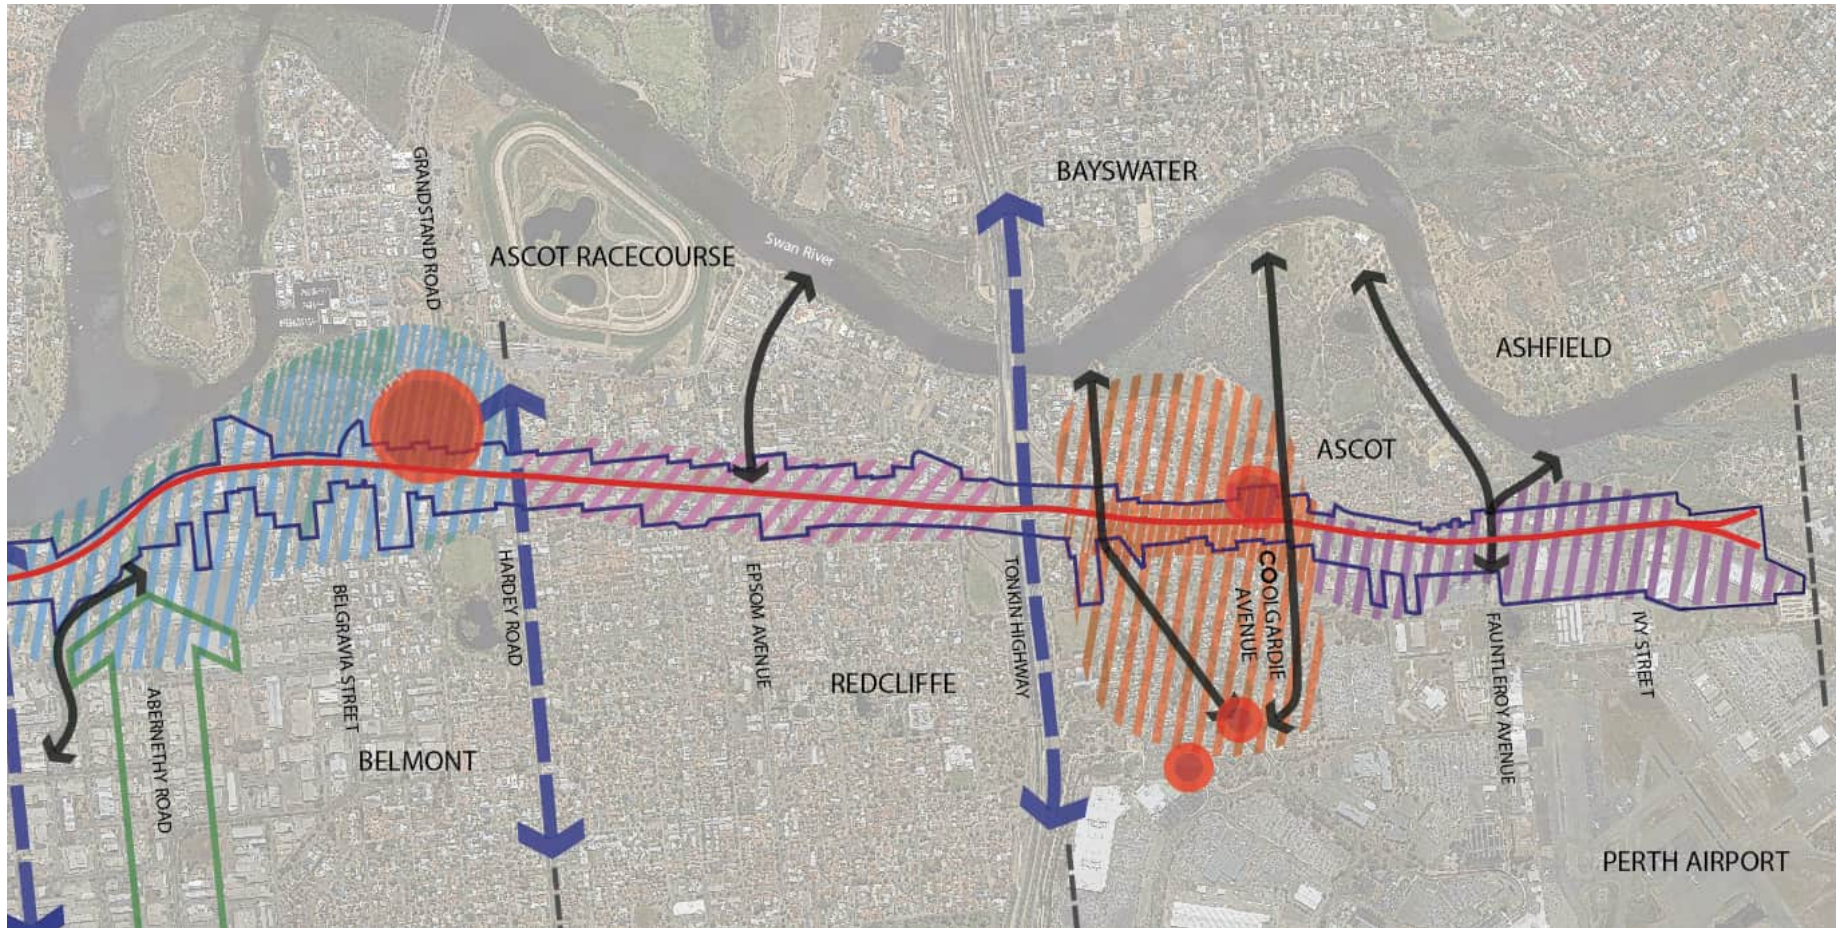 BAYSWATER
GRANDSTAND ROAD
ASCOT RACECOURSE
Swan River
ASHFIELD
ASCOT
HARDEY ROAD
EPSOM AVENUE
TONKIN HIGHWAY
COOLGARDIE
AVENUE
BELGRAVIA STREET
FAUNTLEROY AVENUE
IVY STREET
REDCLIFFE
ABERNETHY ROAD
BELMONT
PERTH AIRPORT